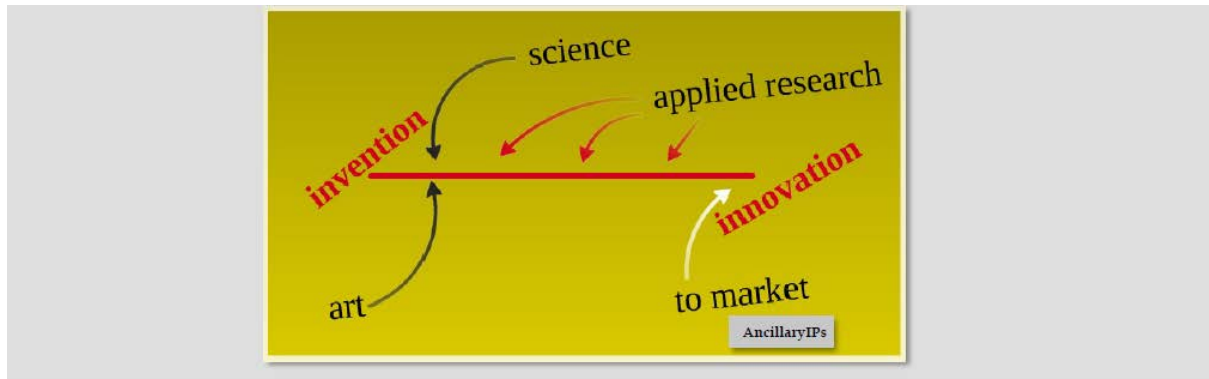 science
applied research
invention
innovation
art
to market
AncillaryIPs